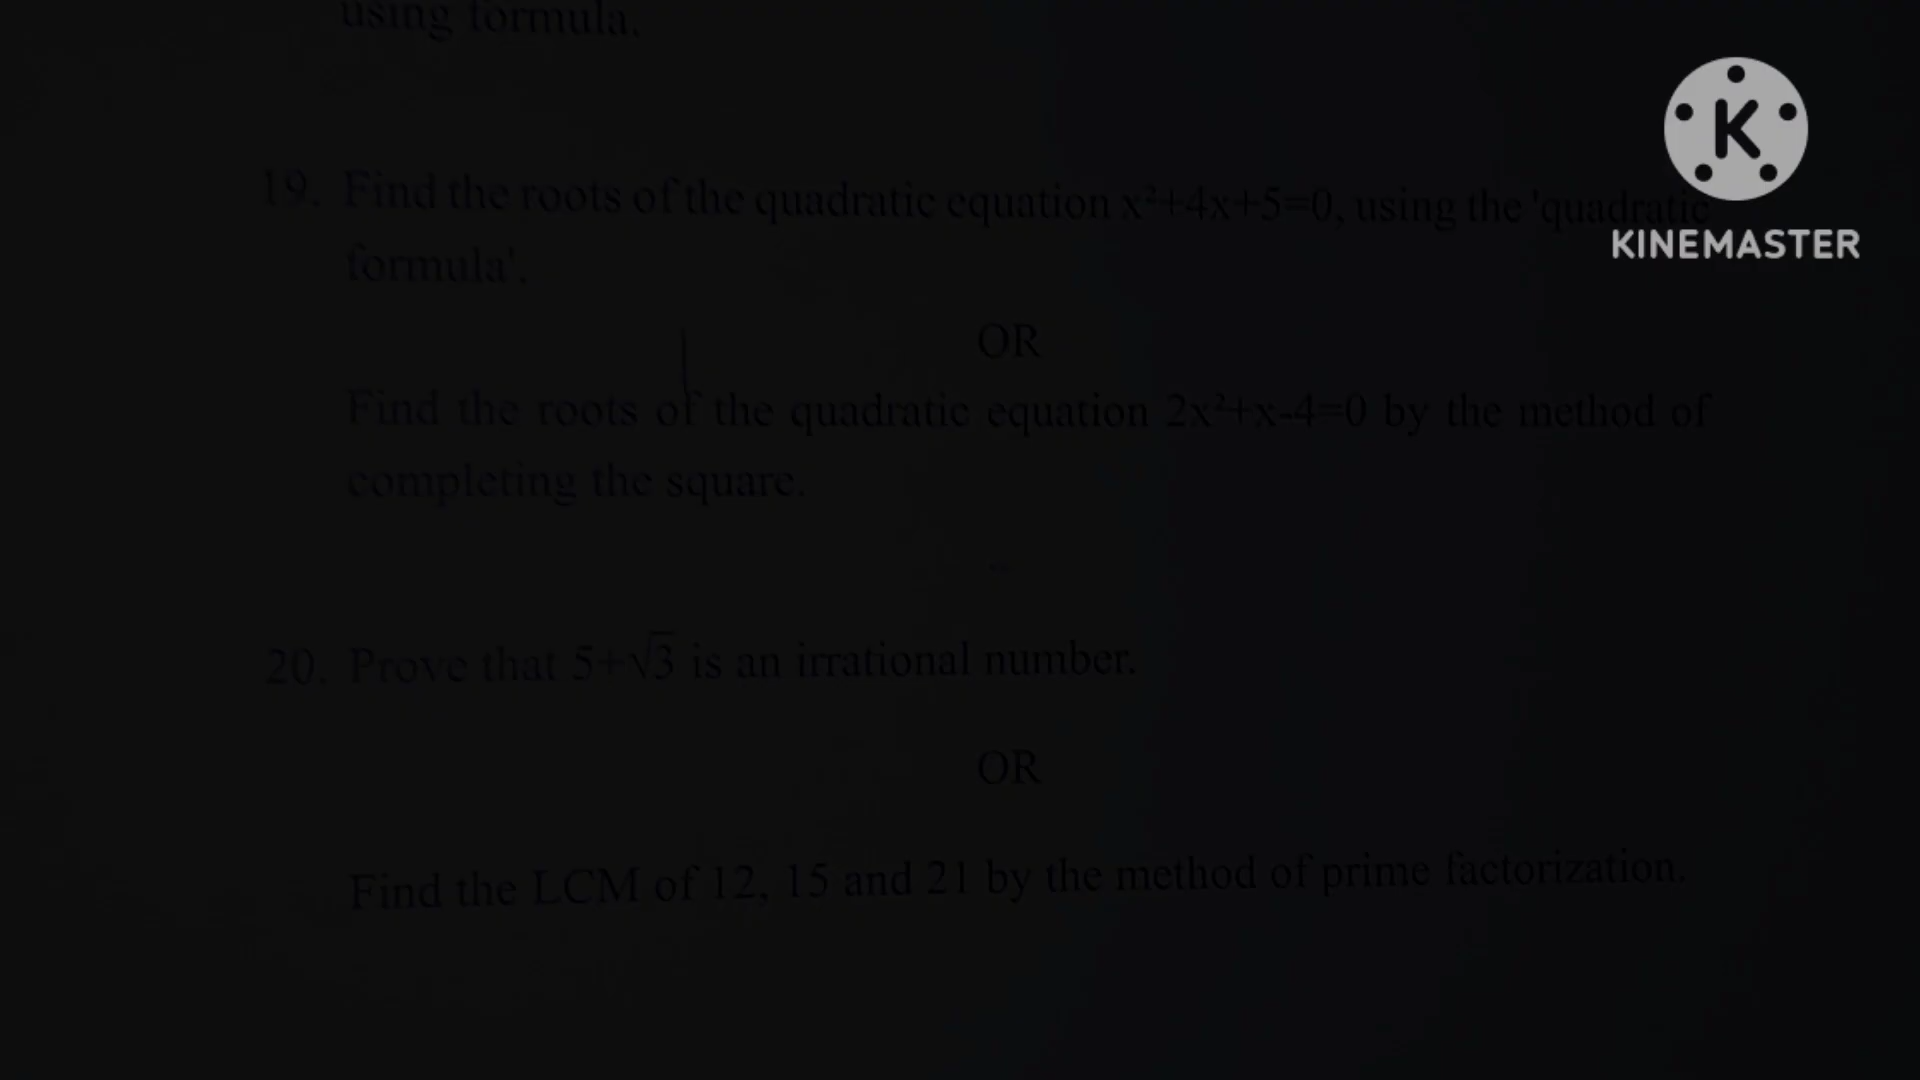 using formula.
19. Find the roots of the quadratic equation x²+4x+5=0, using the 'quadratic
formula'.
OR
Find the roots of the quadratic equation 2x²+x-4=0 by the method of
completing the square.
20. Prove that 5+√3 is an irrational number.
OR
Find the LCM of 12, 15 and 21 by the method of prime factorization.
K
KINEMASTER